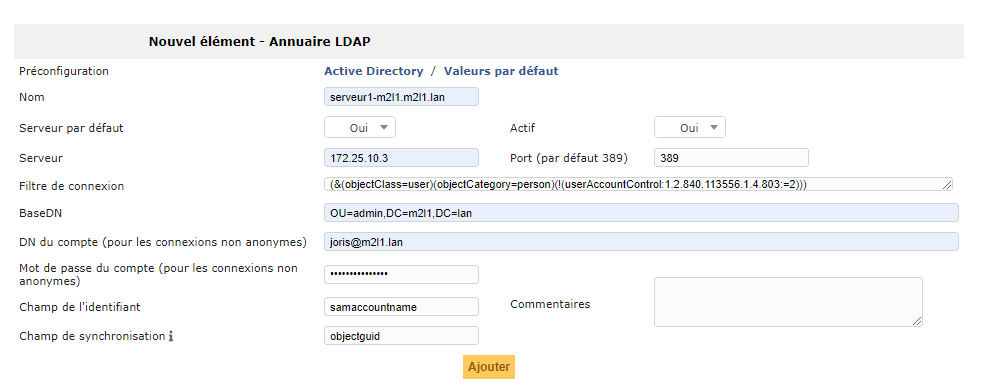 Nouvel élément - Annuaire LDAP
Préconfiguration Active Directory / Valeurs par défaut
Nom serveur1-m2l1.m2l1.lan
Serveur par défaut Oui Actif Oui
Serveur 172.25.10.3 Port (par défaut 389) 389
Filtre de connexion (&(objectClass=user)(objectCategory=person)(!(userAccountControl:1.2.840.113556.1.4.803:=2)))
BaseDN OU=admin,DC=m2l1,DC=lan
DN du compte (pour les connexions non anonymes) joris@m2l1.lan
Mot de passe du compte (pour les connexions non
anonymes) •••••••••••••••
Champ de l'identifiant samaccountname Commentaires
Champ de synchronisation objectguid
Ajouter